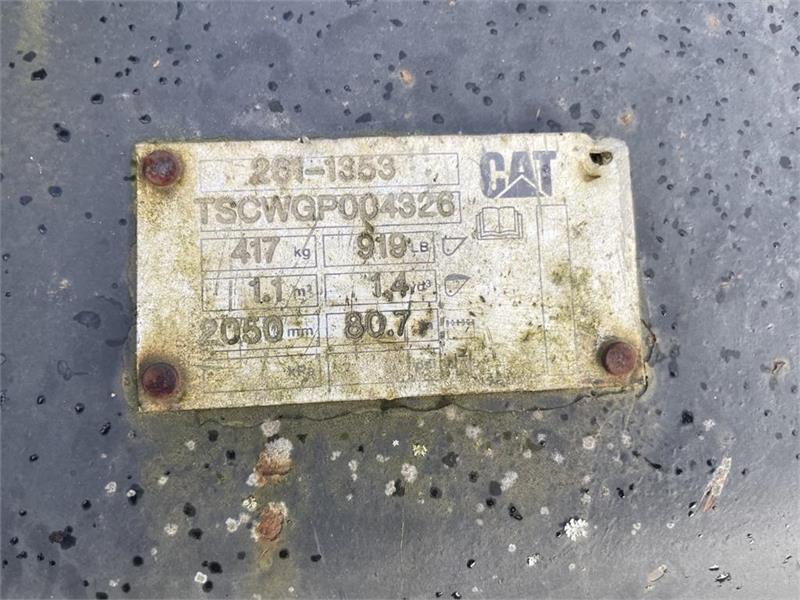 261-1353 CAT
TSCWGP004326
417 kg 919 LB
1.1 m³ 1.4 yd³
2050 mm 80.7